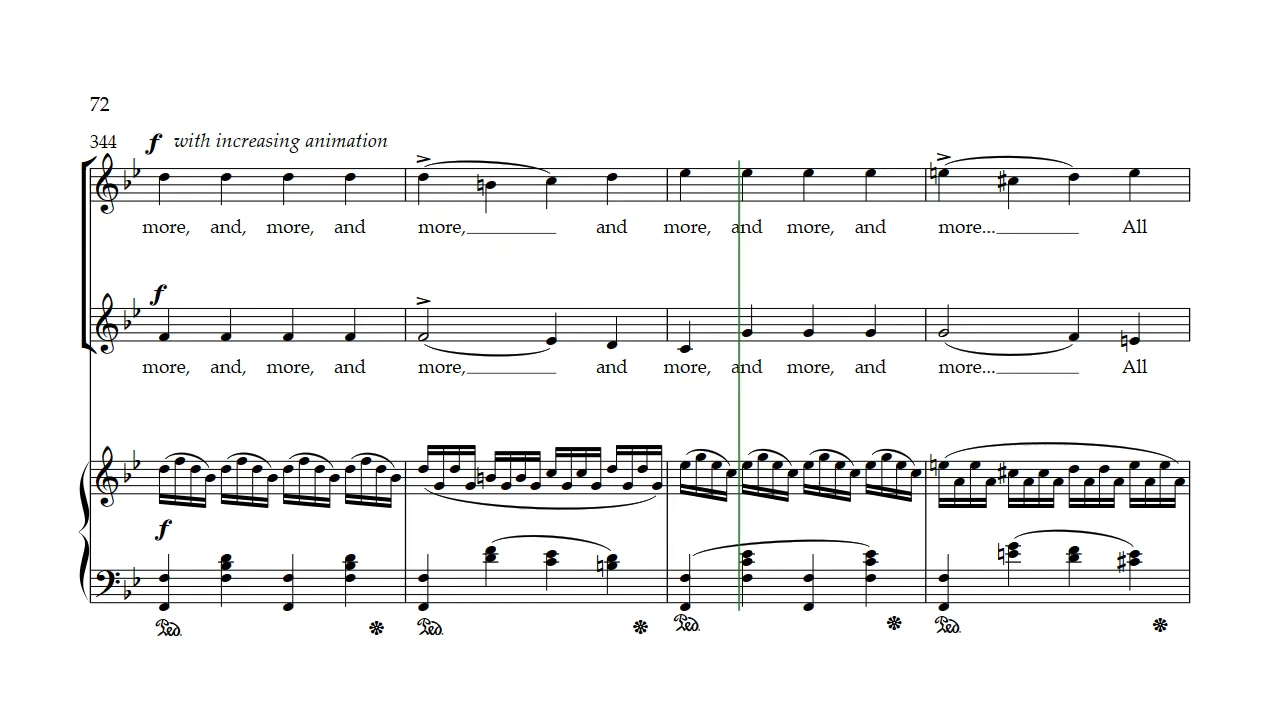 72
344 f with increasing animation
more, and, more, and more, and more, and more, and more... All
f
more, and, more, and more, and more, and more, and more... All
f
Ped. Ped. Ped. Ped.